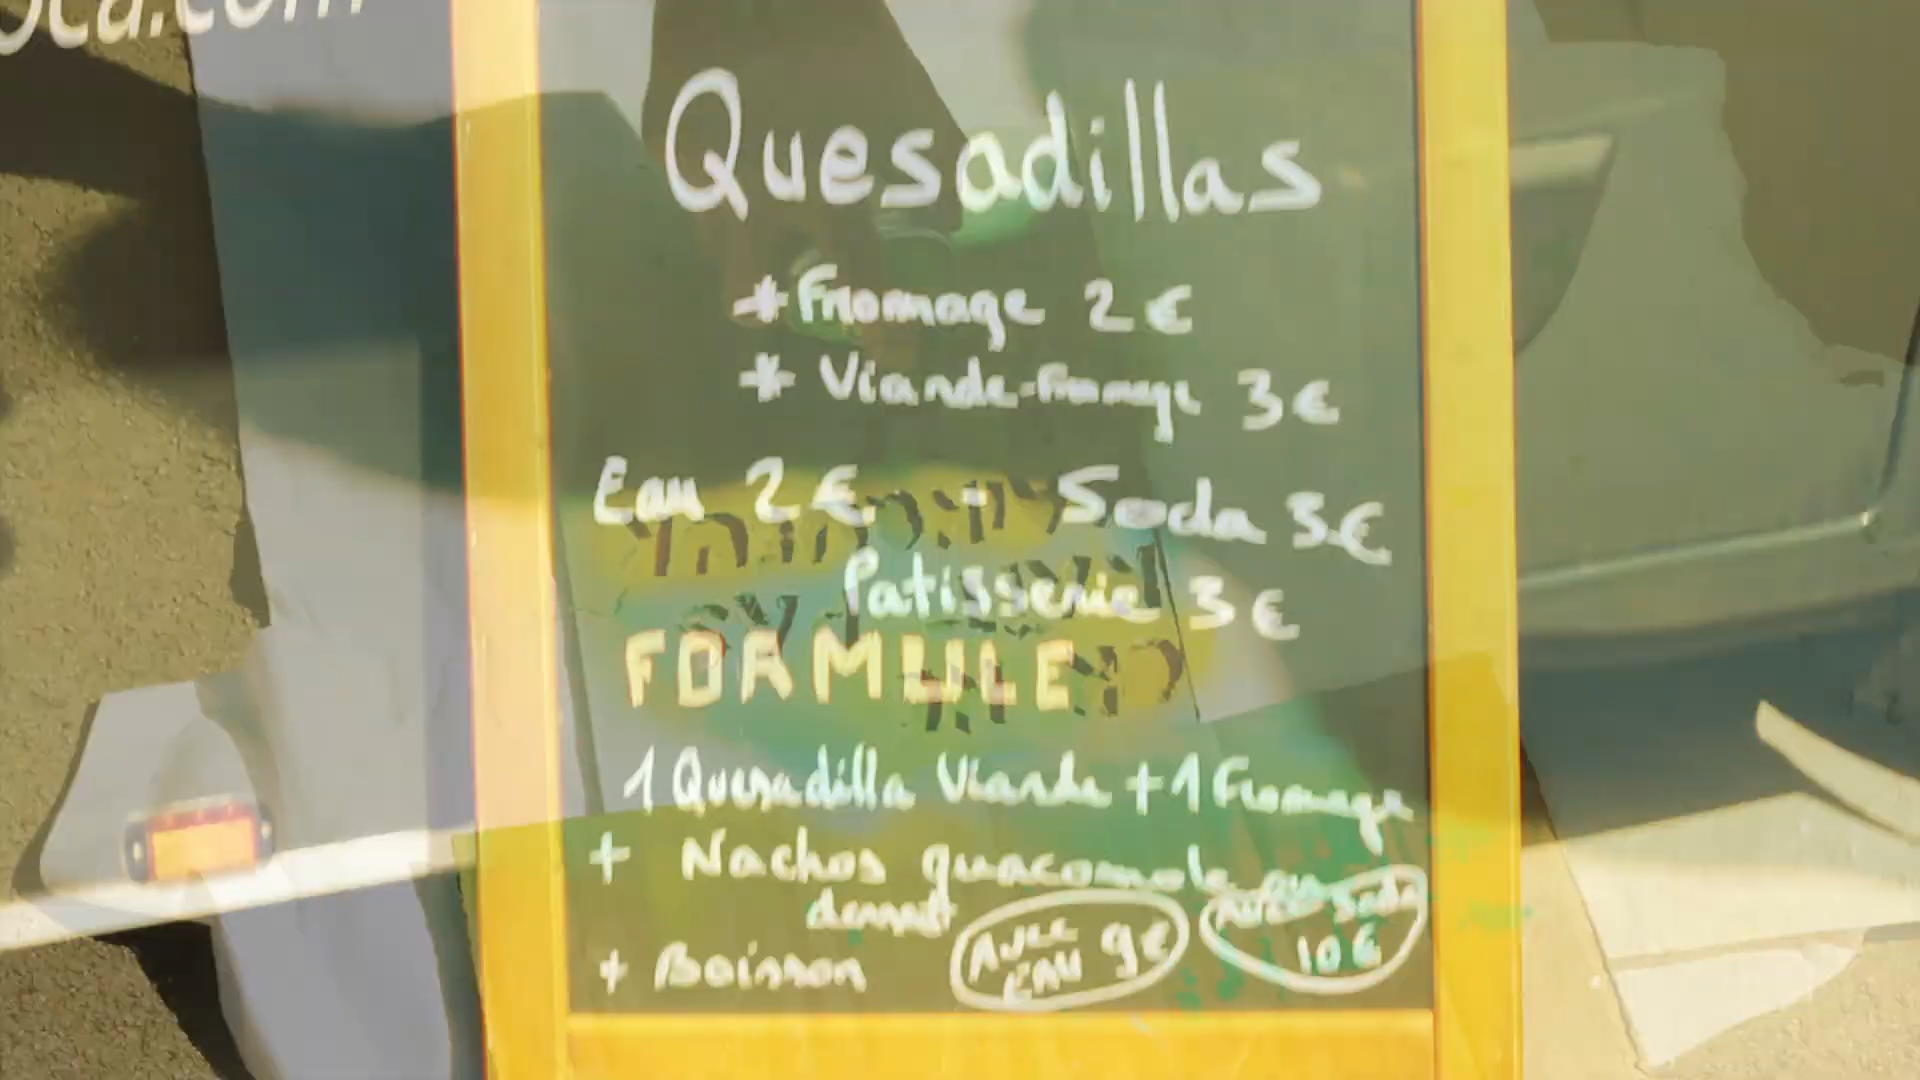 Quesadillas
* Fromage 2 €
* Viande-fromage 3 €
Eau 2 € - Soda 3 €
Patisserie 3 €
FORMULE
1 Quesadilla Viande + 1 Fromage
+ Nachos guacamole ou
dessert
+ Boisson
AVEC
EAU 9€
AVEC soda
10 €